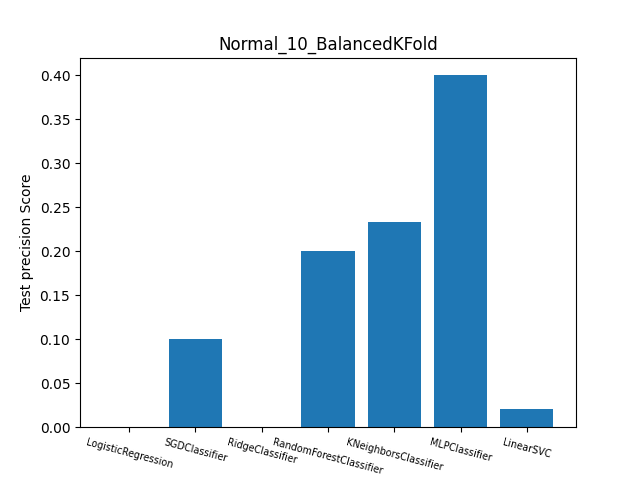 Normal_10_BalancedKFold
Test precision Score
0.40
0.35
0.30
0.25
0.20
0.15
0.10
0.05
0.00
LogisticRegression
SGDClassifier
RidgeClassifier
RandomForestClassifier
KNeighborsClassifier
MLPClassifier
LinearSVC